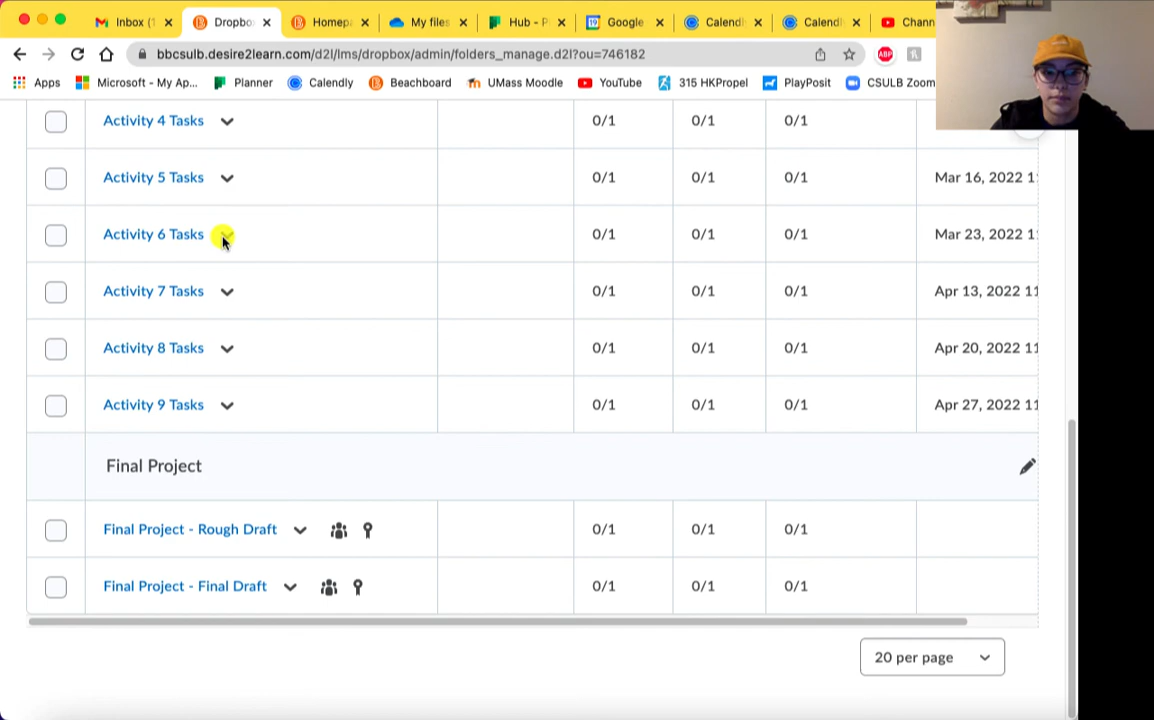 Inbox (1
Dropbo
Homepa
My files
Hub - P
Google
Calendl
Calendl
Chann
bbcsulb.desire2learn.com/d2l/lms/dropbox/admin/folders_manage.d2l?ou=746182
ABP
Apps
Microsoft - My Ap...
Planner
Calendly
Beachboard
UMass Moodle
YouTube
315 HKPropel
PlayPosit
CSULB Zoom
Activity 4 Tasks 0/1 0/1 0/1
Activity 5 Tasks 0/1 0/1 0/1 Mar 16, 2022 1
Activity 6 Tasks 0/1 0/1 0/1 Mar 23, 2022 1
Activity 7 Tasks 0/1 0/1 0/1 Apr 13, 2022 11
Activity 8 Tasks 0/1 0/1 0/1 Apr 20, 2022 11
Activity 9 Tasks 0/1 0/1 0/1 Apr 27, 2022 11
Final Project
Final Project - Rough Draft 0/1 0/1 0/1
Final Project - Final Draft 0/1 0/1 0/1
20 per page